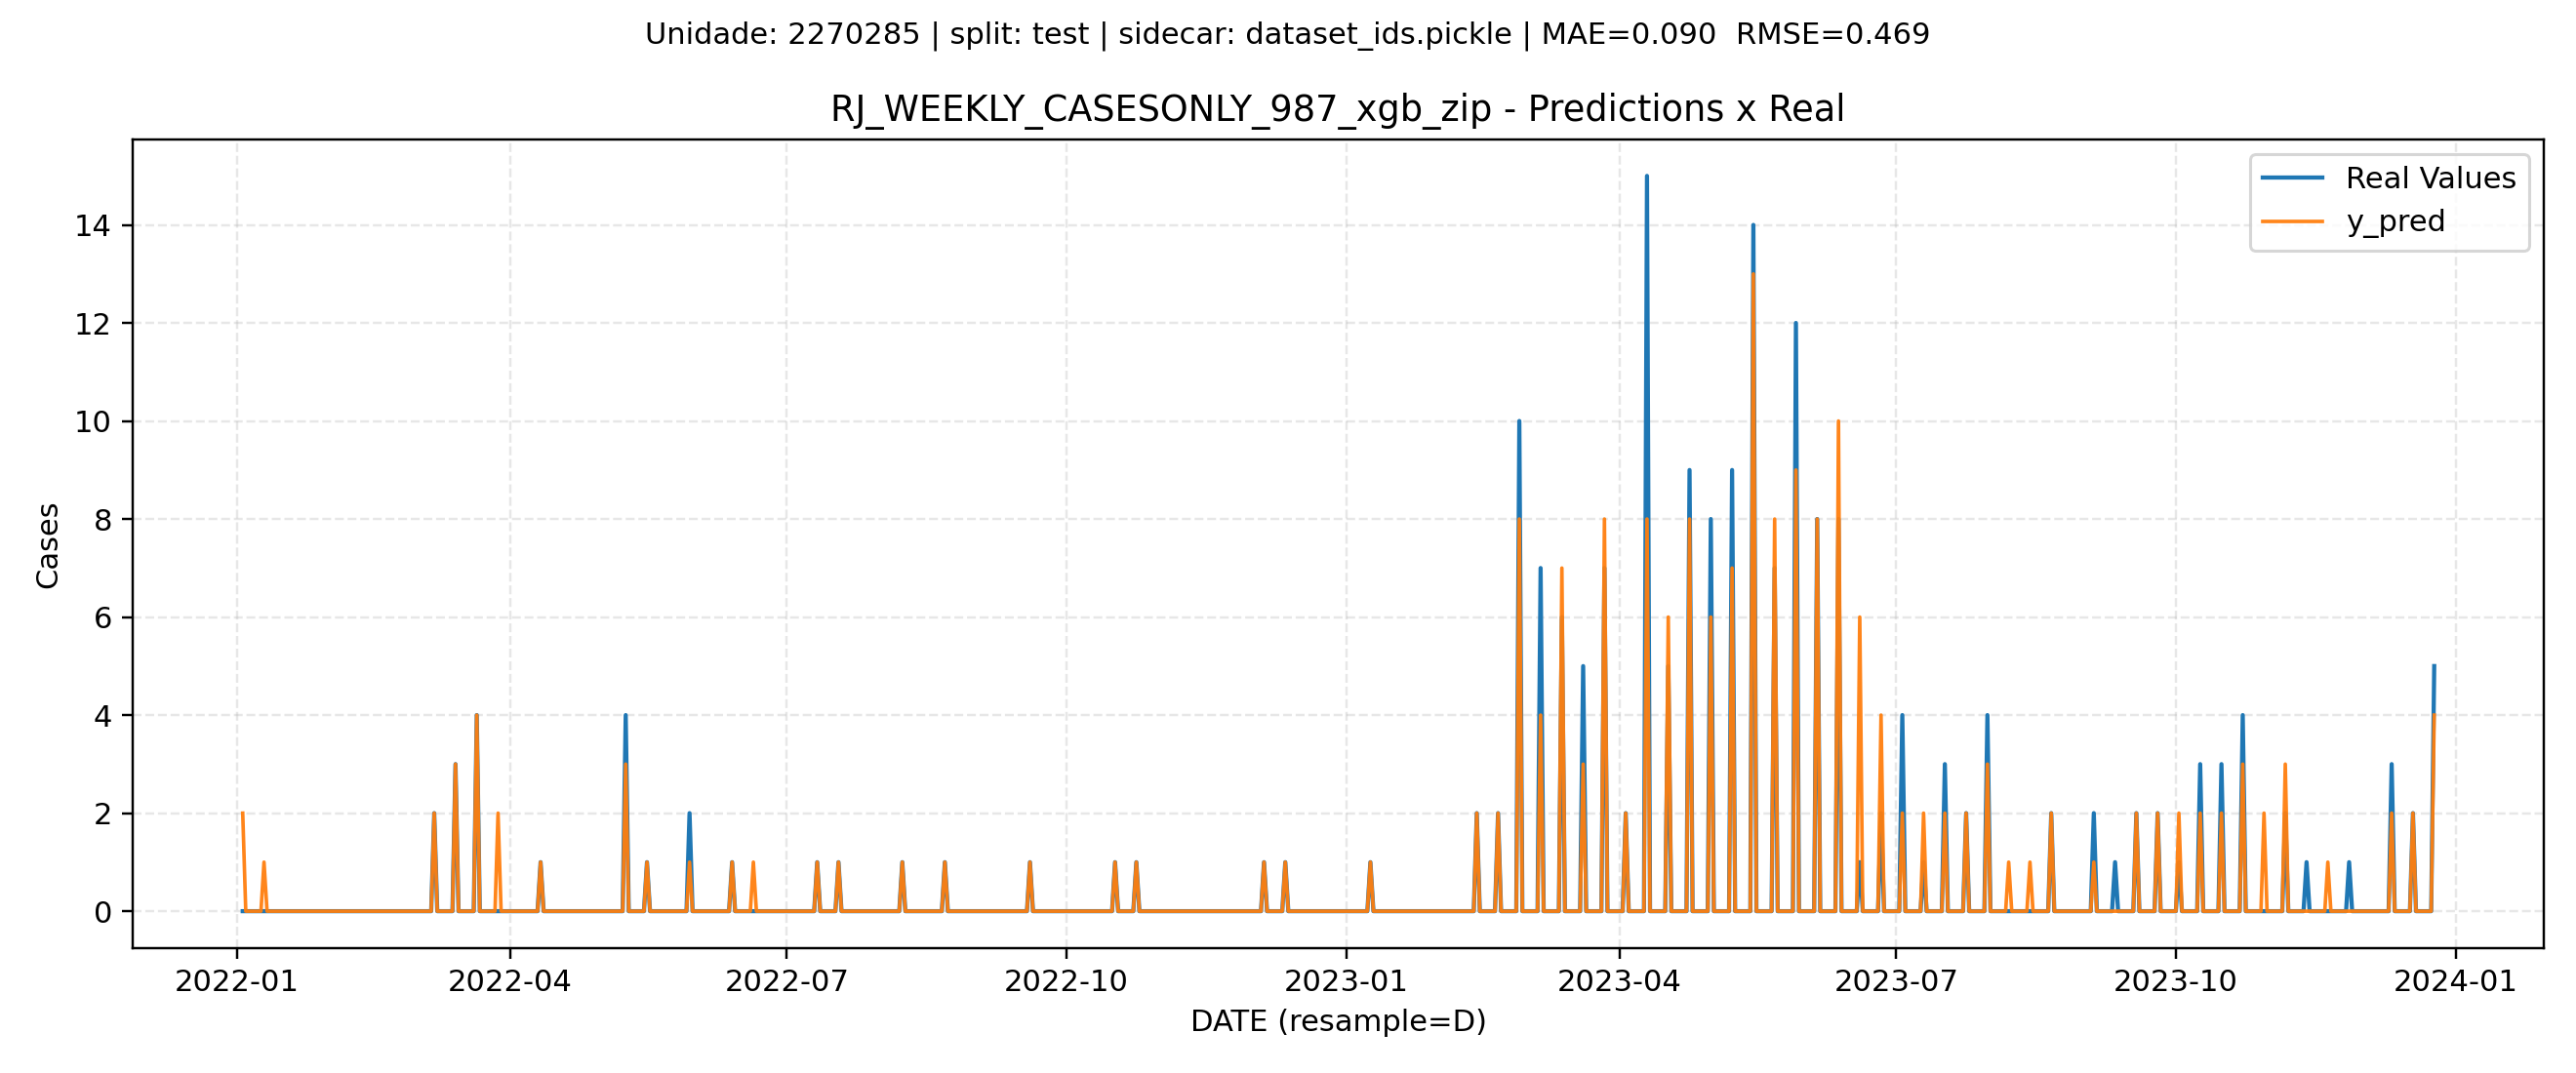 Unidade: 2270285 | split: test | sidecar: dataset_ids.pickle | MAE=0.090  RMSE=0.469
RJ_WEEKLY_CASESONLY_987_xgb_zip - Predictions x Real
Real Values
y_pred
14
12
10
8
6
4
2
0
Cases
2022-01 2022-04 2022-07 2022-10 2023-01 2023-04 2023-07 2023-10 2024-01
DATE (resample=D)